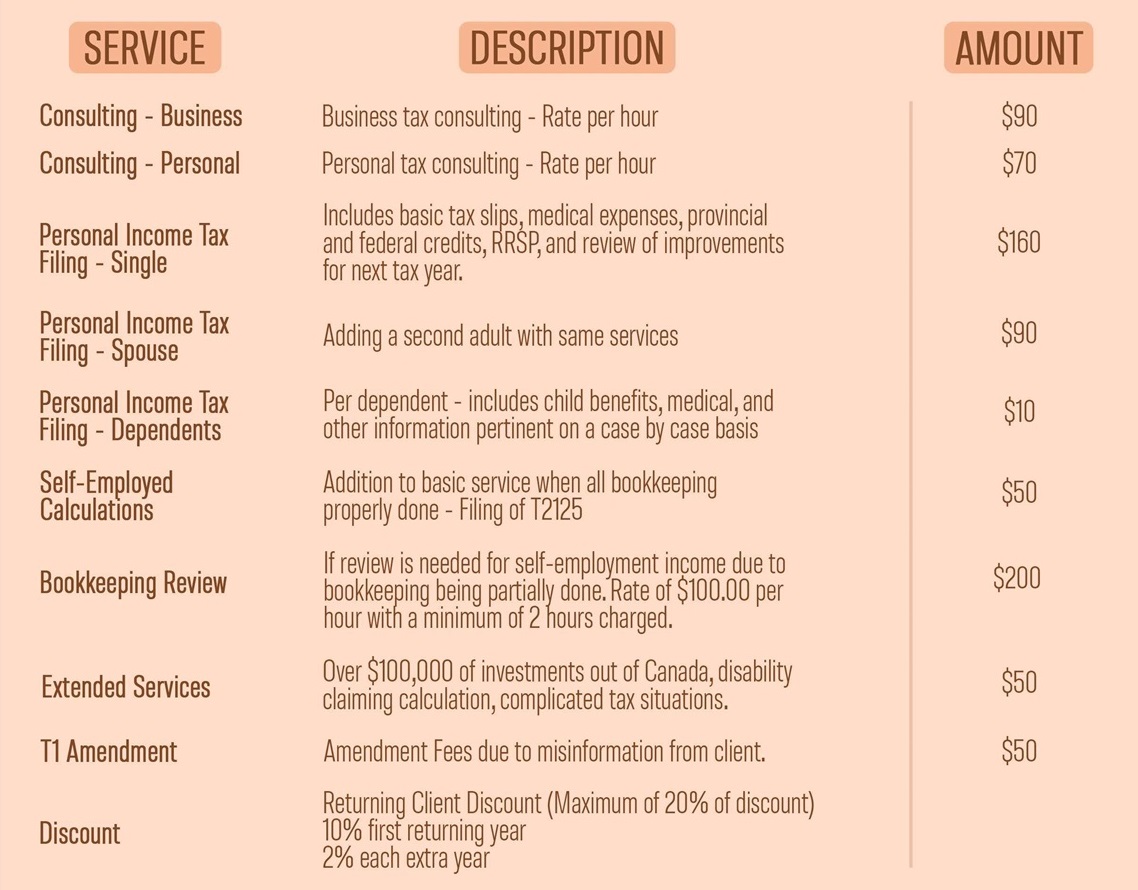 SERVICE DESCRIPTION AMOUNT
Consulting - Business Business tax consulting - Rate per hour $90
Consulting - Personal Personal tax consulting - Rate per hour $70
Personal Income Tax
Filing - Single
Includes basic tax slips, medical expenses, provincial
and federal credits, RRSP, and review of improvements
for next tax year.
$160
Personal Income Tax
Filing - Spouse
Adding a second adult with same services
$90
Personal Income Tax
Filing - Dependents
Per dependent - includes child benefits, medical, and
other information pertinent on a case by case basis
$10
Self-Employed
Calculations
Addition to basic service when all bookkeeping
properly done - Filing of T2125
$50
Bookkeeping Review
If review is needed for self-employment income due to
bookkeeping being partially done. Rate of $100.00 per
hour with a minimum of 2 hours charged.
$200
Extended Services
Over $100,000 of investments out of Canada, disability
claiming calculation, complicated tax situations.
$50
T1 Amendment Amendment Fees due to misinformation from client. $50
Discount
Returning Client Discount (Maximum of 20% of discount)
10% first returning year
2% each extra year